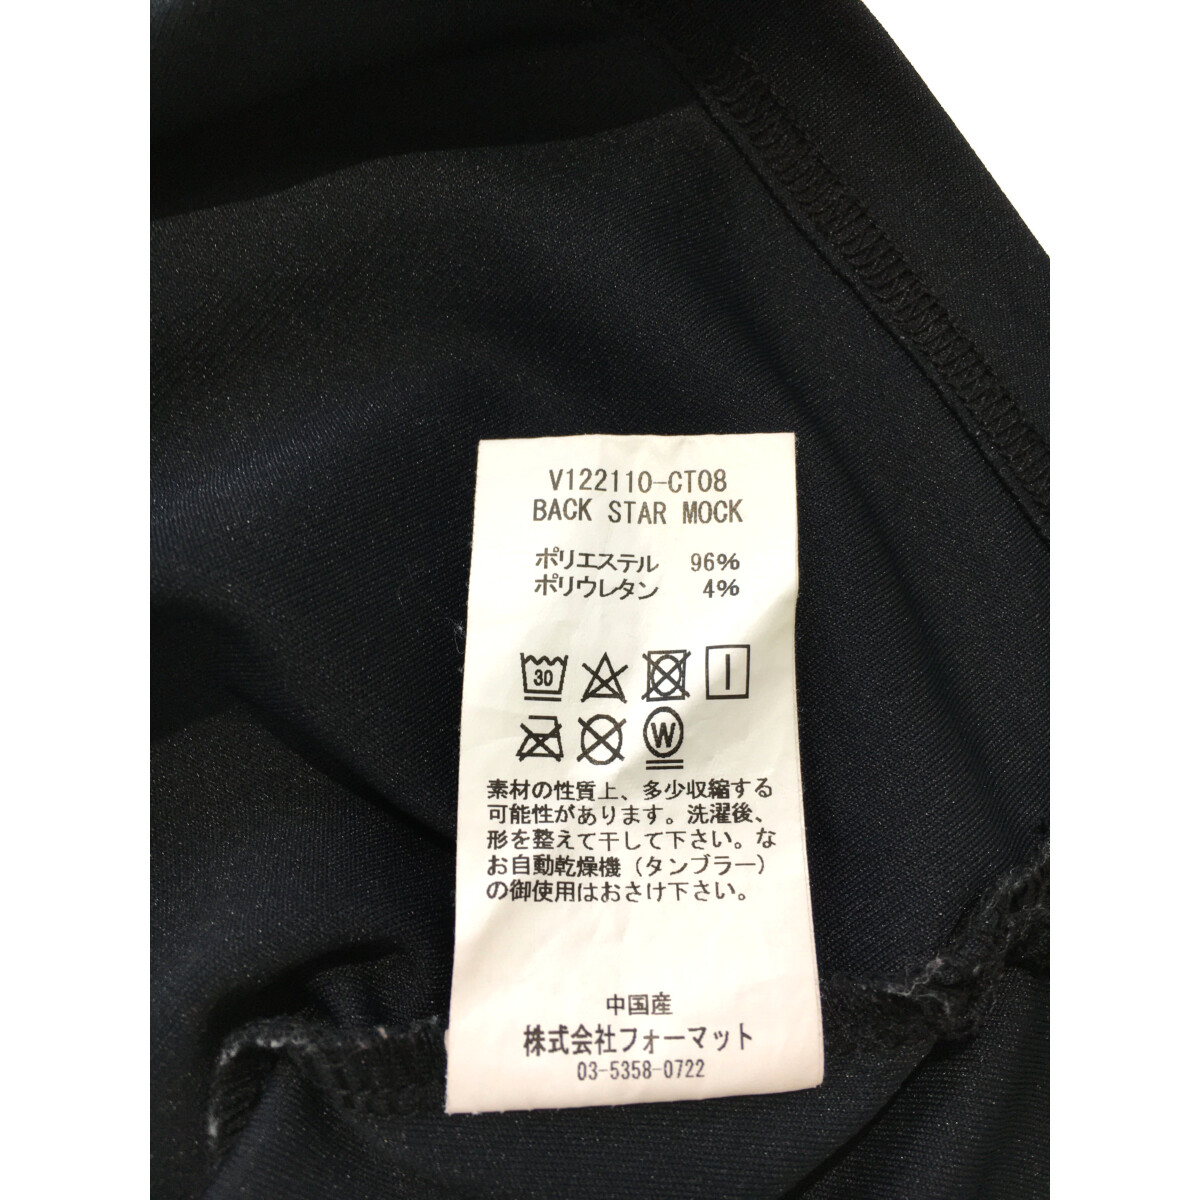 V122110-CT08
BACK STAR MOCK
ポリエステル 96%
ポリウレタン 4%
30
W
素材の性質上、多少収縮する
可能性があります。洗濯後、
形を整えて干して下さい。な
お自動乾燥機(タンブラー)
の御使用はおさけ下さい。
中国産
株式会社フォーマット
03-5358-0722